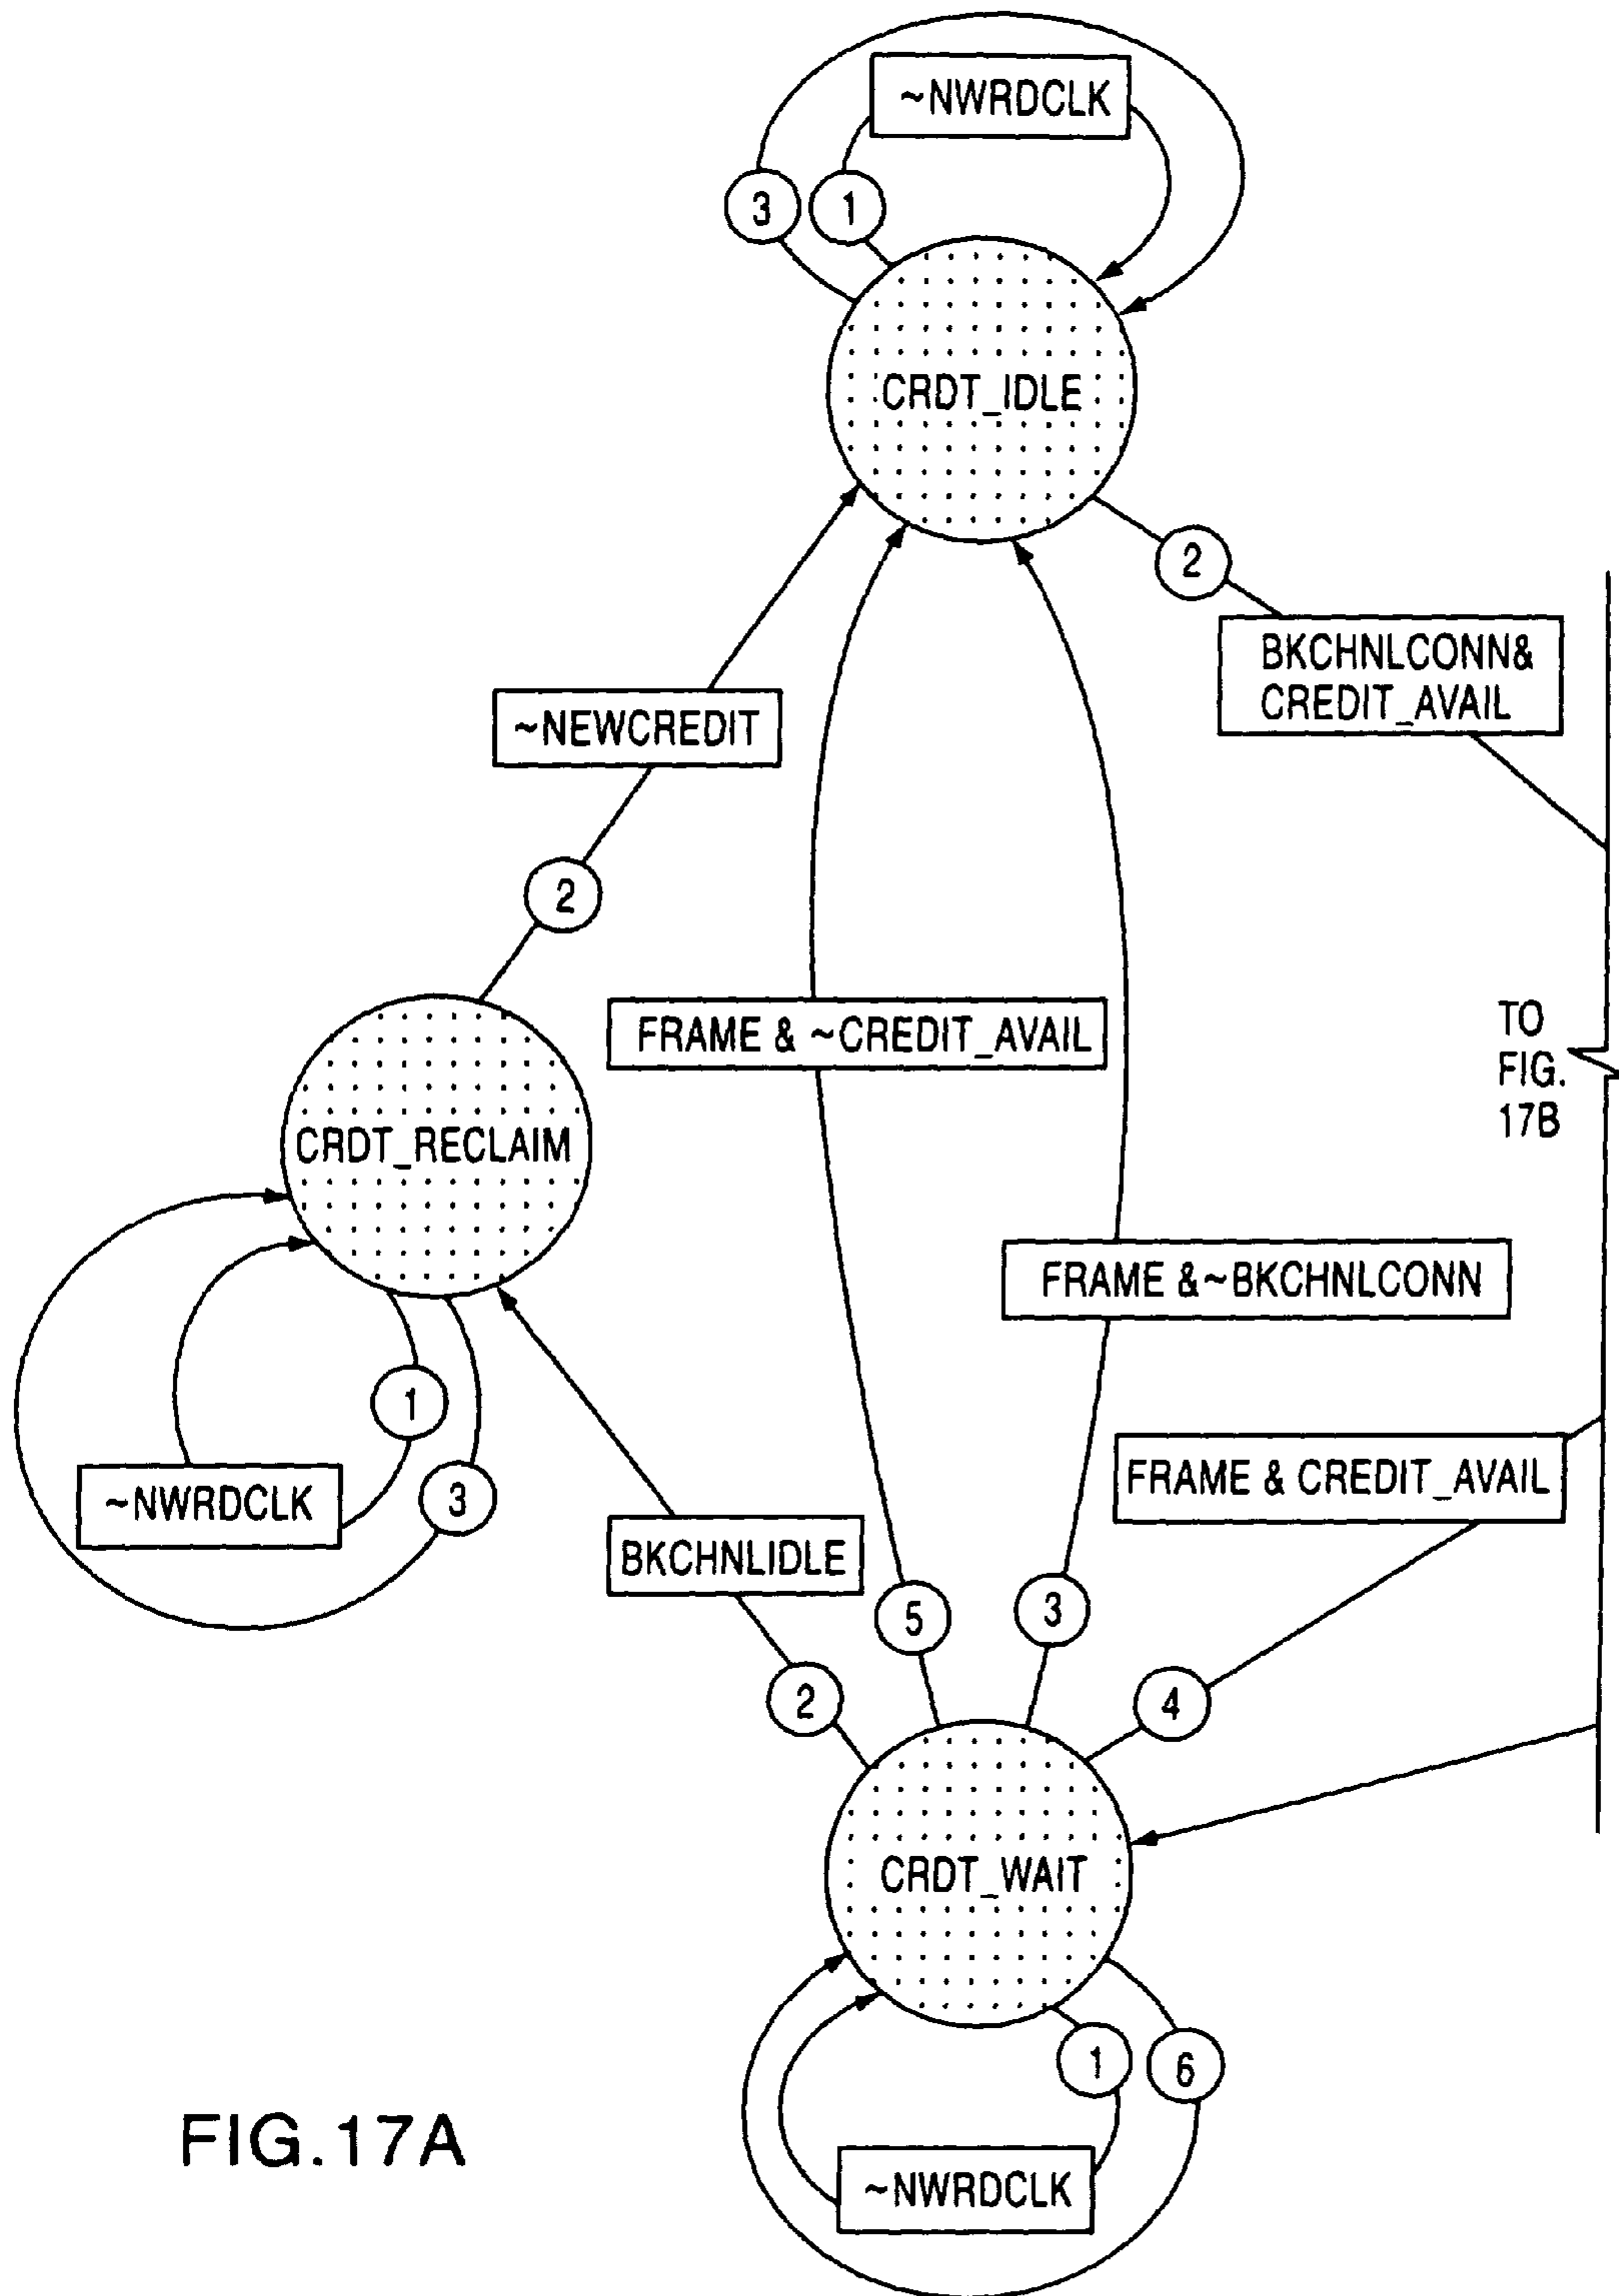 ~NWRDCLK
3
1
CRDT_IDLE
2
BKCHNLCONN&
CREDIT_AVAIL
~NEWCREDIT
2
FRAME & ~CREDIT_AVAIL
TO
FIG.
17B
CRDT_RECLAIM
FRAME &~BKCHNLCONN
1
FRAME & CREDIT_AVAIL
~NWRDCLK
3
BKCHNLIDLE
5
3
2
4
CRDT_WAIT
1
6
~NWRDCLK
FIG.17A